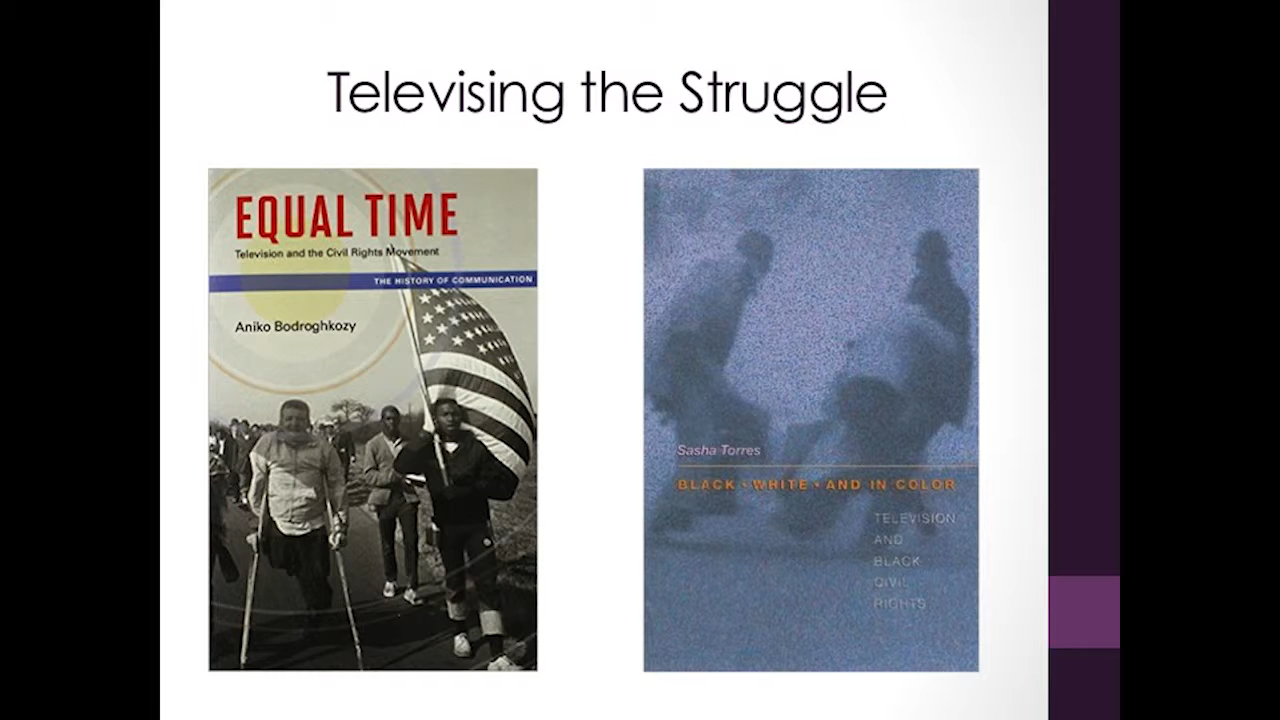 Televising the Struggle
EQUAL TIME
Television and the Civil Rights Movement
THE HISTORY OF COMMUNICATION
Aniko Bodroghkozy
Sasha Torres
BLACK • WHITE • AND IN COLOR
TELEVISION
AND
BLACK
CIVIL
RIGHTS